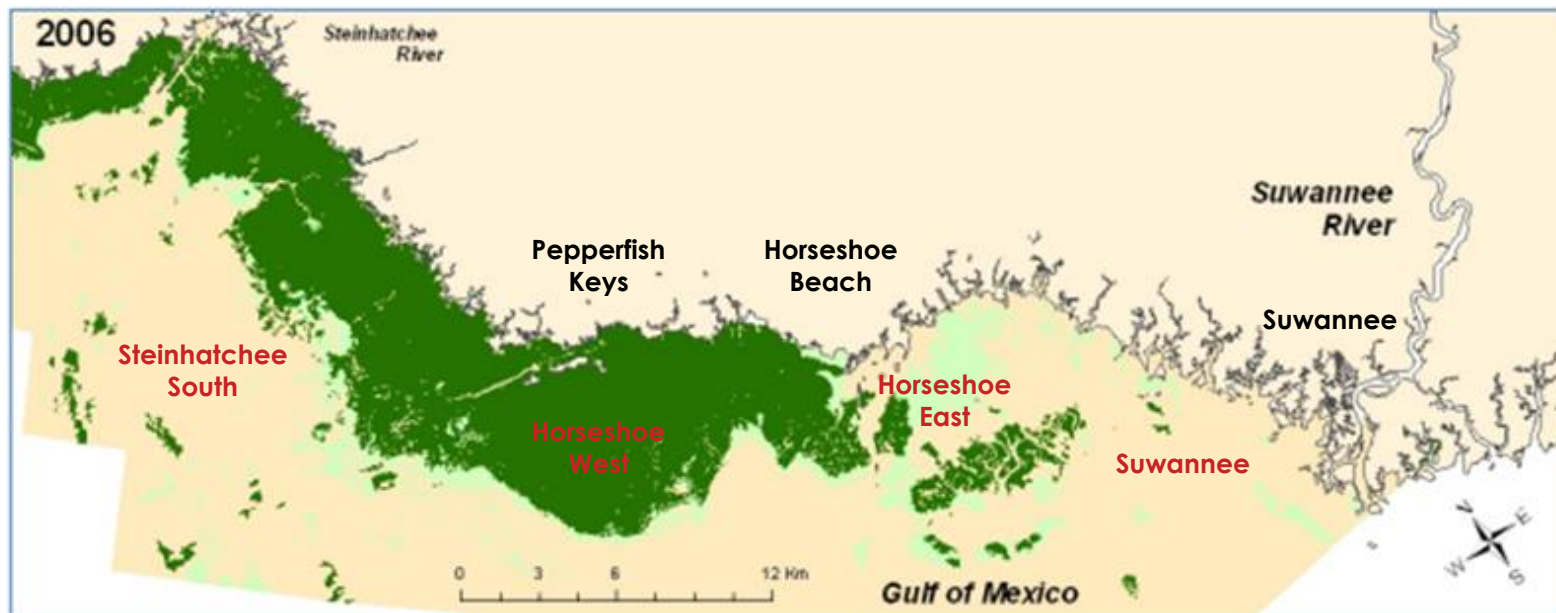 2006
Steinhatchee
River
Pepperfish
Keys
Horseshoe
Beach
Suwannee
River
Suwannee
Steinhatchee
South
Horseshoe
East
Horseshoe
West
Suwannee
0 3 6 12 Km
Gulf of Mexico
N
E
W
S